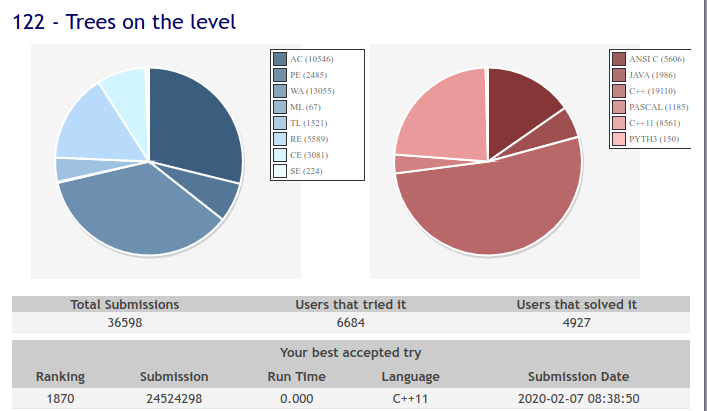 122 - Trees on the level
AC (10546)
PE (2485)
WA (13055)
ML (67)
TL (1521)
RE (5589)
CE (3081)
SE (224)
ANSI C (5606)
JAVA (1986)
C++ (19110)
PASCAL (1185)
C++11 (8561)
PYTH3 (150)
Total Submissions Users that tried it Users that solved it
36598 6684 4927
Your best accepted try
Ranking Submission Run Time Language Submission Date
1870 24524298 0.000 C++11 2020-02-07 08:38:50